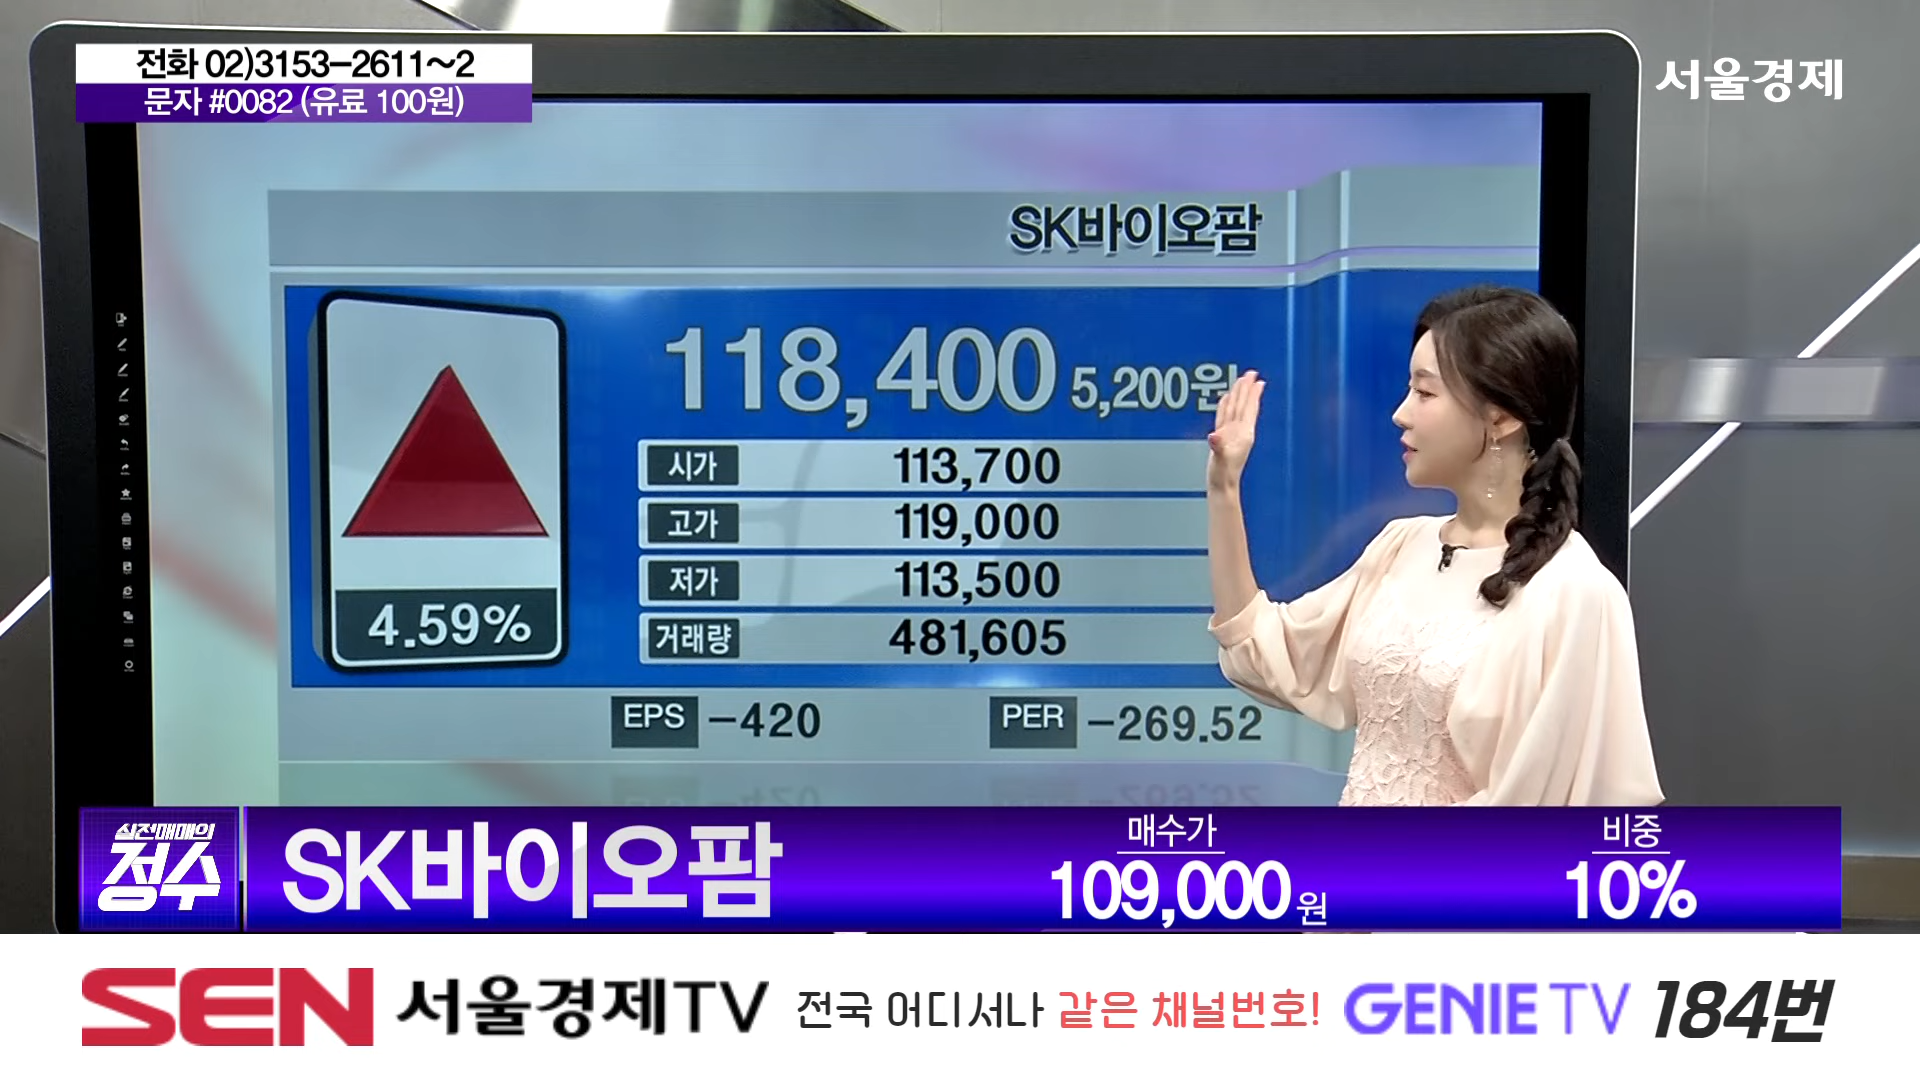 전화 02)3153-2611~2
문자 #0082 (유료 100원)
서울경제
SK바이오팜
118,400 5,200원
시가 113,700
고가 119,000
저가 113,500
거래량 481,605
4.59%
EPS -420 PER -269.52
실전매매의
정수
SK바이오팜
매수가
109,000원
비중
10%
SEN 서울경제TV 전국 어디서나 같은 채널번호! GENIE TV 184번